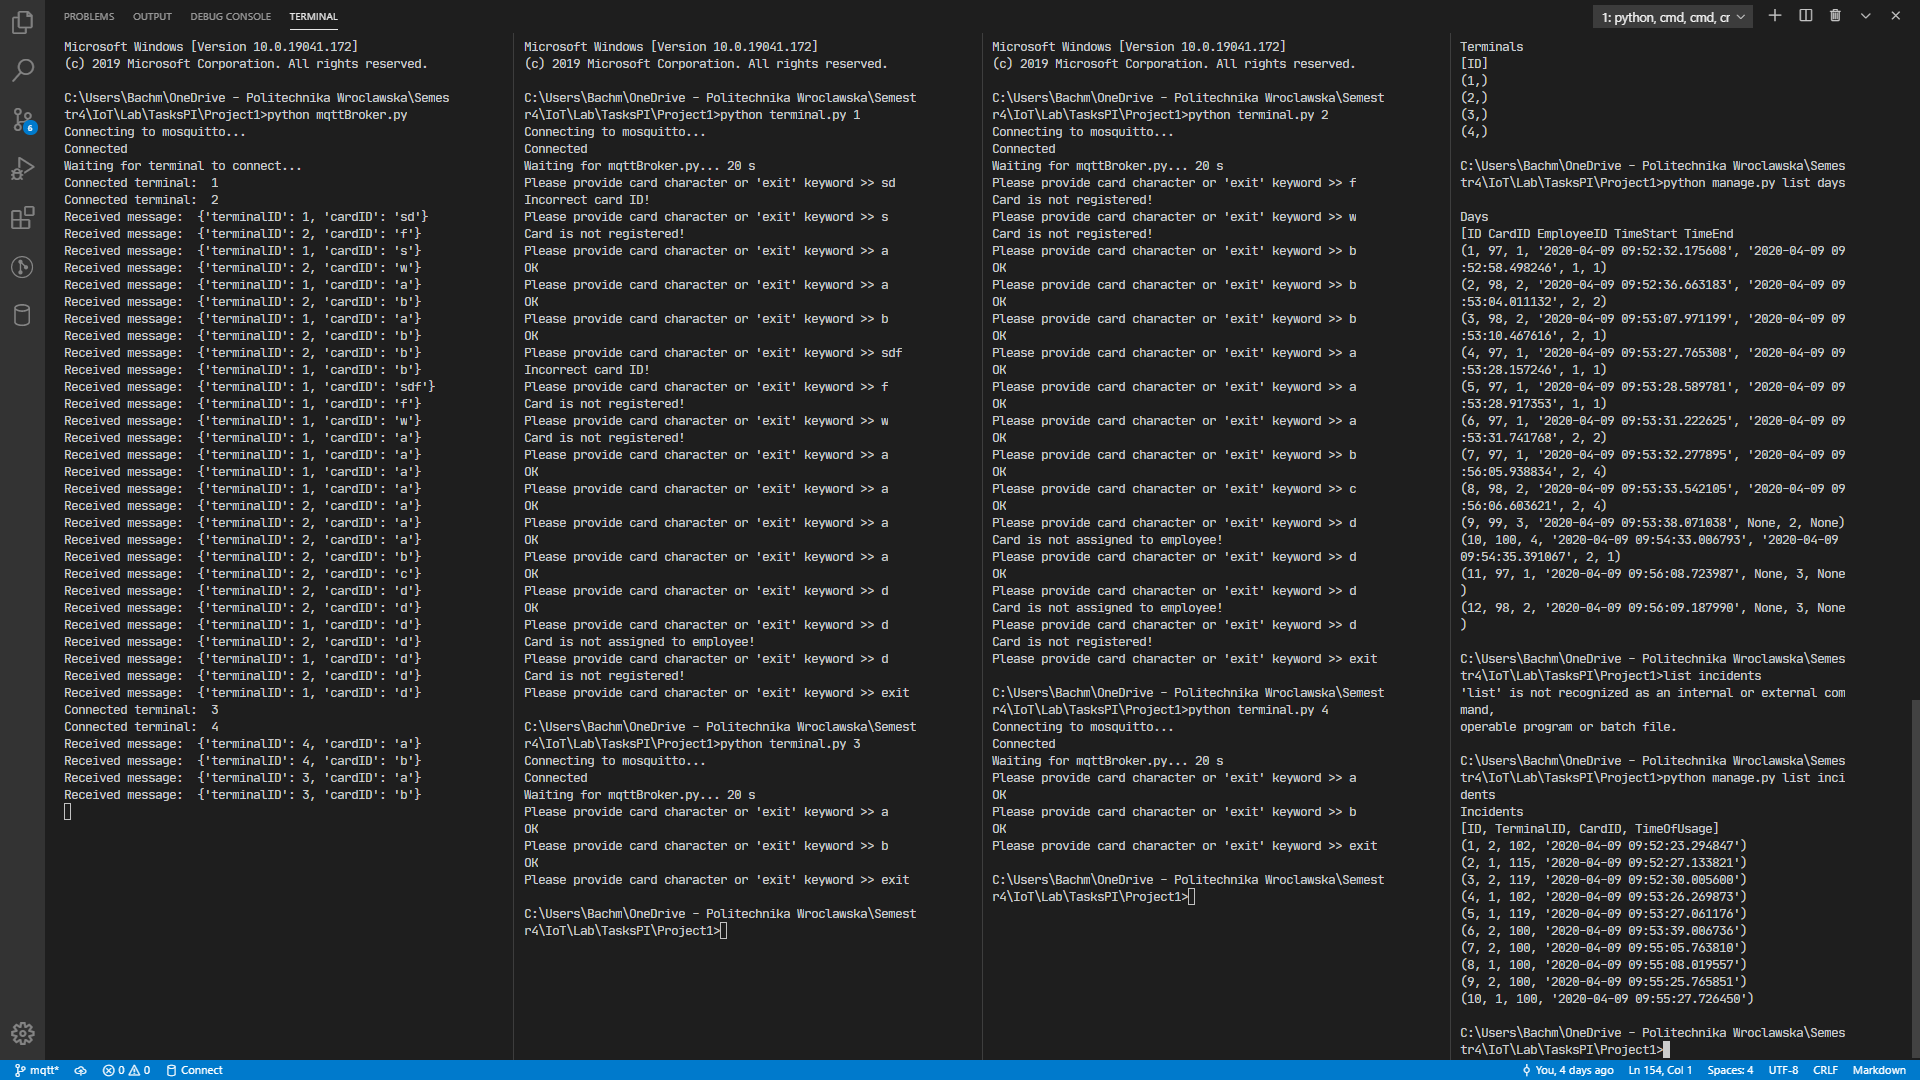 PROBLEMS OUTPUT DEBUG CONSOLE TERMINAL
1: python, cmd, cmd, cr
Microsoft Windows [Version 10.0.19041.172]
(c) 2019 Microsoft Corporation. All rights reserved.
C:\Users\Bachm\OneDrive - Politechnika Wroclawska\Semes
tr4\IoT\Lab\TasksPI\Project1>python mqttBroker.py
Connecting to mosquitto...
Connected
Waiting for terminal to connect...
Connected terminal:  1
Connected terminal:  2
Received message:  {'terminalID': 1, 'cardID': 'sd'}
Received message:  {'terminalID': 2, 'cardID': 'f'}
Received message:  {'terminalID': 1, 'cardID': 's'}
Received message:  {'terminalID': 2, 'cardID': 'w'}
Received message:  {'terminalID': 1, 'cardID': 'a'}
Received message:  {'terminalID': 2, 'cardID': 'b'}
Received message:  {'terminalID': 1, 'cardID': 'a'}
Received message:  {'terminalID': 2, 'cardID': 'b'}
Received message:  {'terminalID': 2, 'cardID': 'b'}
Received message:  {'terminalID': 1, 'cardID': 'b'}
Received message:  {'terminalID': 1, 'cardID': 'sdf'}
Received message:  {'terminalID': 1, 'cardID': 'f'}
Received message:  {'terminalID': 1, 'cardID': 'w'}
Received message:  {'terminalID': 1, 'cardID': 'a'}
Received message:  {'terminalID': 1, 'cardID': 'a'}
Received message:  {'terminalID': 1, 'cardID': 'a'}
Received message:  {'terminalID': 1, 'cardID': 'a'}
Received message:  {'terminalID': 2, 'cardID': 'a'}
Received message:  {'terminalID': 2, 'cardID': 'a'}
Received message:  {'terminalID': 2, 'cardID': 'a'}
Received message:  {'terminalID': 2, 'cardID': 'b'}
Received message:  {'terminalID': 2, 'cardID': 'c'}
Received message:  {'terminalID': 2, 'cardID': 'd'}
Received message:  {'terminalID': 2, 'cardID': 'd'}
Received message:  {'terminalID': 1, 'cardID': 'd'}
Received message:  {'terminalID': 2, 'cardID': 'd'}
Received message:  {'terminalID': 1, 'cardID': 'd'}
Received message:  {'terminalID': 2, 'cardID': 'd'}
Received message:  {'terminalID': 1, 'cardID': 'd'}
Connected terminal:  3
Connected terminal:  4
Received message:  {'terminalID': 4, 'cardID': 'a'}
Received message:  {'terminalID': 4, 'cardID': 'b'}
Received message:  {'terminalID': 3, 'cardID': 'a'}
Received message:  {'terminalID': 3, 'cardID': 'b'}
Microsoft Windows [Version 10.0.19041.172]
(c) 2019 Microsoft Corporation. All rights reserved.
C:\Users\Bachm\OneDrive - Politechnika Wroclawska\Semest
r4\IoT\Lab\TasksPI\Project1>python terminal.py 1
Connecting to mosquitto...
Connected
Waiting for mqttBroker.py... 20 s
Please provide card character or 'exit' keyword >> sd
Incorrect card ID!
Please provide card character or 'exit' keyword >> s
Card is not registered!
Please provide card character or 'exit' keyword >> a
OK
Please provide card character or 'exit' keyword >> a
OK
Please provide card character or 'exit' keyword >> b
OK
Please provide card character or 'exit' keyword >> sdf
Incorrect card ID!
Please provide card character or 'exit' keyword >> f
Card is not registered!
Please provide card character or 'exit' keyword >> w
Card is not registered!
Please provide card character or 'exit' keyword >> a
OK
Please provide card character or 'exit' keyword >> a
OK
Please provide card character or 'exit' keyword >> a
OK
Please provide card character or 'exit' keyword >> a
OK
Please provide card character or 'exit' keyword >> d
OK
Please provide card character or 'exit' keyword >> d
Card is not assigned to employee!
Please provide card character or 'exit' keyword >> d
Card is not registered!
Please provide card character or 'exit' keyword >> exit
C:\Users\Bachm\OneDrive - Politechnika Wroclawska\Semest
r4\IoT\Lab\TasksPI\Project1>python terminal.py 3
Connecting to mosquitto...
Connected
Waiting for mqttBroker.py... 20 s
Please provide card character or 'exit' keyword >> a
OK
Please provide card character or 'exit' keyword >> b
OK
Please provide card character or 'exit' keyword >> exit
C:\Users\Bachm\OneDrive - Politechnika Wroclawska\Semest
r4\IoT\Lab\TasksPI\Project1>
Microsoft Windows [Version 10.0.19041.172]
(c) 2019 Microsoft Corporation. All rights reserved.
C:\Users\Bachm\OneDrive - Politechnika Wroclawska\Semest
r4\IoT\Lab\TasksPI\Project1>python terminal.py 2
Connecting to mosquitto...
Connected
Waiting for mqttBroker.py... 20 s
Please provide card character or 'exit' keyword >> f
Card is not registered!
Please provide card character or 'exit' keyword >> w
Card is not registered!
Please provide card character or 'exit' keyword >> b
OK
Please provide card character or 'exit' keyword >> b
OK
Please provide card character or 'exit' keyword >> b
OK
Please provide card character or 'exit' keyword >> a
OK
Please provide card character or 'exit' keyword >> a
OK
Please provide card character or 'exit' keyword >> a
OK
Please provide card character or 'exit' keyword >> b
OK
Please provide card character or 'exit' keyword >> c
OK
Please provide card character or 'exit' keyword >> d
Card is not assigned to employee!
Please provide card character or 'exit' keyword >> d
OK
Please provide card character or 'exit' keyword >> d
Card is not assigned to employee!
Please provide card character or 'exit' keyword >> d
Card is not registered!
Please provide card character or 'exit' keyword >> exit
C:\Users\Bachm\OneDrive - Politechnika Wroclawska\Semest
r4\IoT\Lab\TasksPI\Project1>python terminal.py 4
Connecting to mosquitto...
Connected
Waiting for mqttBroker.py... 20 s
Please provide card character or 'exit' keyword >> a
OK
Please provide card character or 'exit' keyword >> b
OK
Please provide card character or 'exit' keyword >> exit
C:\Users\Bachm\OneDrive - Politechnika Wroclawska\Semest
r4\IoT\Lab\TasksPI\Project1>
Terminals
[ID]
(1,)
(2,)
(3,)
(4,)
C:\Users\Bachm\OneDrive - Politechnika Wroclawska\Semes
tr4\IoT\Lab\TasksPI\Project1>python manage.py list days
Days
[ID CardID EmployeeID TimeStart TimeEnd
(1, 97, 1, '2020-04-09 09:52:32.175608', '2020-04-09 09
:52:58.498246', 1, 1)
(2, 98, 2, '2020-04-09 09:52:36.663183', '2020-04-09 09
:53:04.011132', 2, 2)
(3, 98, 2, '2020-04-09 09:53:07.971199', '2020-04-09 09
:53:10.467616', 2, 1)
(4, 97, 1, '2020-04-09 09:53:27.765308', '2020-04-09 09
:53:28.157246', 1, 1)
(5, 97, 1, '2020-04-09 09:53:28.589781', '2020-04-09 09
:53:28.917353', 1, 1)
(6, 97, 1, '2020-04-09 09:53:31.222625', '2020-04-09 09
:53:31.741768', 2, 2)
(7, 97, 1, '2020-04-09 09:53:32.277895', '2020-04-09 09
:56:05.938834', 2, 4)
(8, 98, 2, '2020-04-09 09:53:33.542105', '2020-04-09 09
:56:06.603621', 2, 4)
(9, 99, 3, '2020-04-09 09:53:38.071038', None, 2, None)
(10, 100, 4, '2020-04-09 09:54:33.006793', '2020-04-09
09:54:35.391067', 2, 1)
(11, 97, 1, '2020-04-09 09:56:08.723987', None, 3, None
)
(12, 98, 2, '2020-04-09 09:56:09.187990', None, 3, None
)
C:\Users\Bachm\OneDrive - Politechnika Wroclawska\Semes
tr4\IoT\Lab\TasksPI\Project1>list incidents
'list' is not recognized as an internal or external com
mand,
operable program or batch file.
C:\Users\Bachm\OneDrive - Politechnika Wroclawska\Semes
tr4\IoT\Lab\TasksPI\Project1>python manage.py list inci
dents
Incidents
[ID, TerminalID, CardID, TimeOfUsage]
(1, 2, 102, '2020-04-09 09:52:23.294847')
(2, 1, 115, '2020-04-09 09:52:27.133821')
(3, 2, 119, '2020-04-09 09:52:30.005600')
(4, 1, 102, '2020-04-09 09:53:26.269873')
(5, 1, 119, '2020-04-09 09:53:27.061176')
(6, 2, 100, '2020-04-09 09:53:39.006736')
(7, 2, 100, '2020-04-09 09:55:05.763810')
(8, 1, 100, '2020-04-09 09:55:08.019557')
(9, 2, 100, '2020-04-09 09:55:25.765851')
(10, 1, 100, '2020-04-09 09:55:27.726450')
C:\Users\Bachm\OneDrive - Politechnika Wroclawska\Semes
tr4\IoT\Lab\TasksPI\Project1>
6
mqtt* 0 0 Connect You, 4 days ago Ln 154, Col 1 Spaces: 4 UTF-8 CRLF Markdown